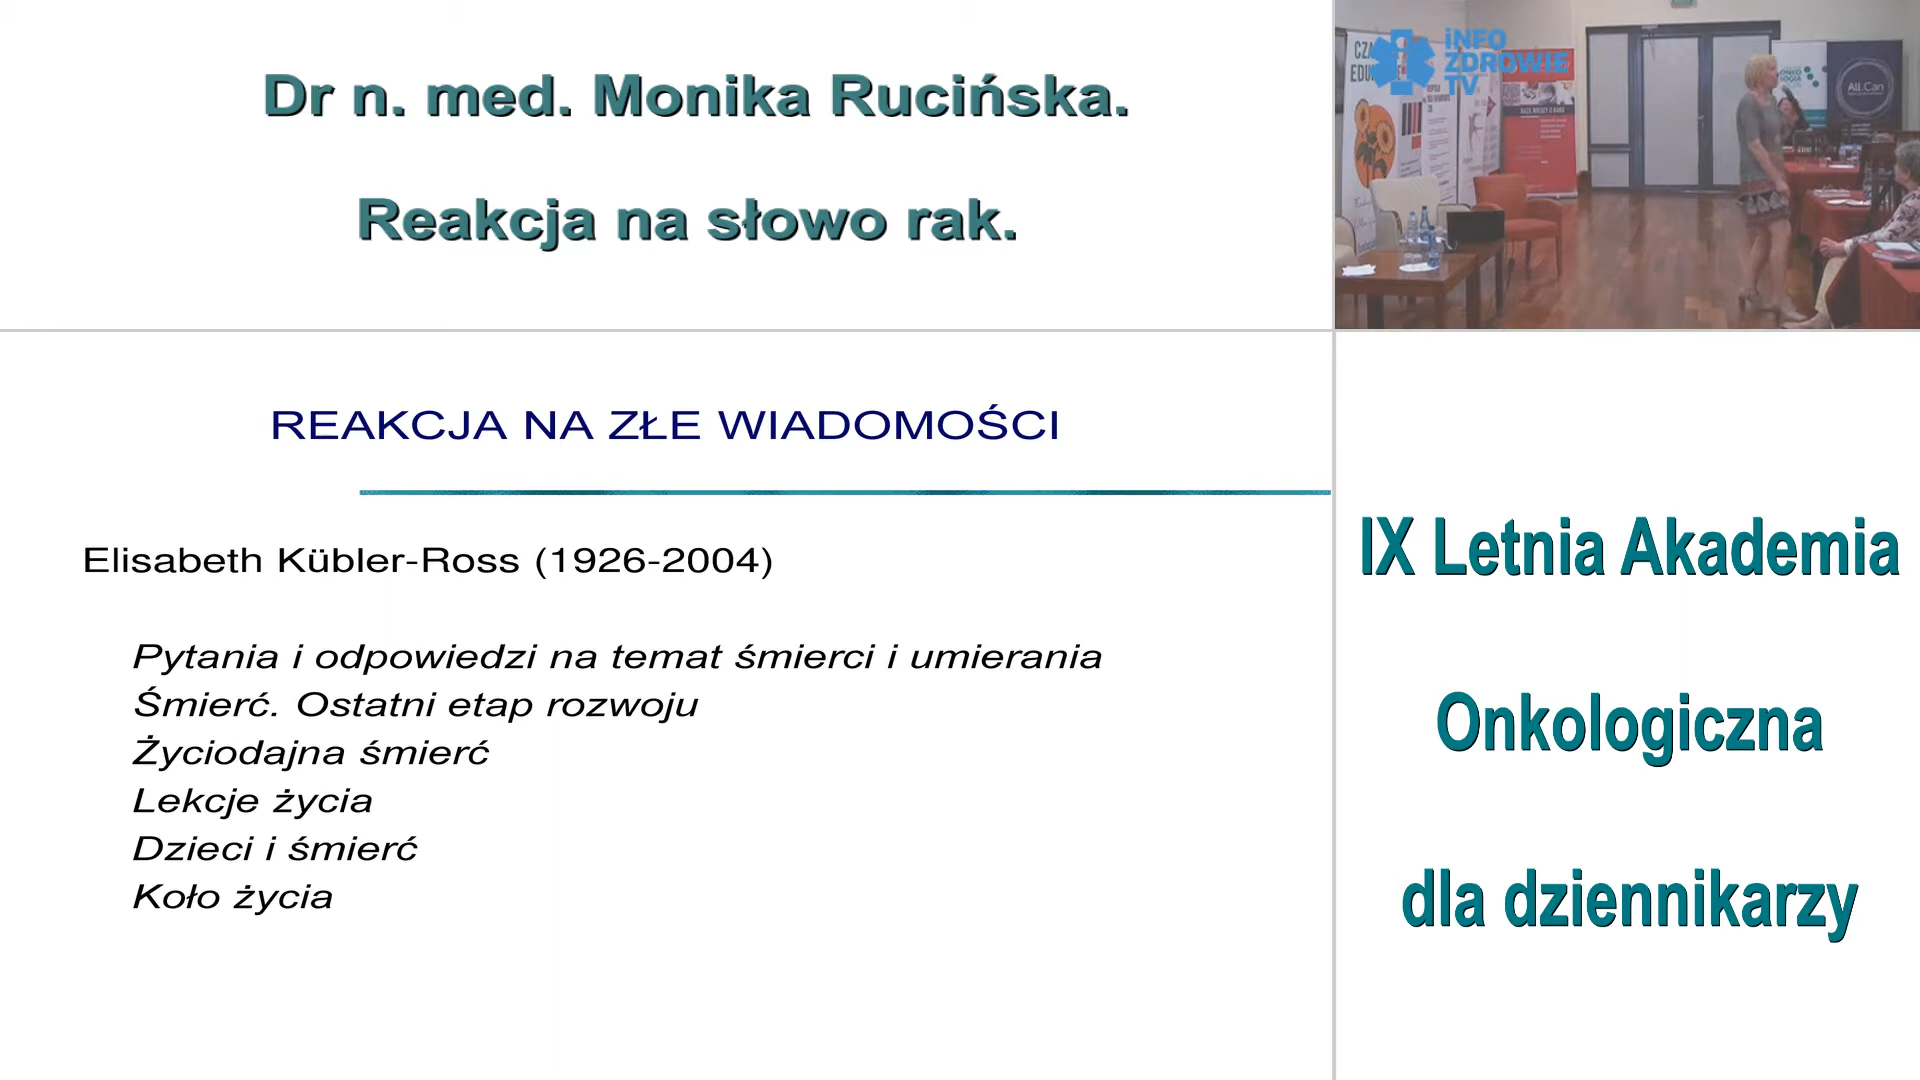 Dr n. med. Monika Rucińska.
Reakcja na słowo rak.
iNFO
ZDROWIE
TV
All.Can
REAKCJA NA ZŁE WIADOMOŚCI
Elisabeth Kübler-Ross (1926-2004)
Pytania i odpowiedzi na temat śmierci i umierania
Śmierć. Ostatni etap rozwoju
Życiodajna śmierć
Lekcje życia
Dzieci i śmierć
Koło życia
IX Letnia Akademia
Onkologiczna
dla dziennikarzy